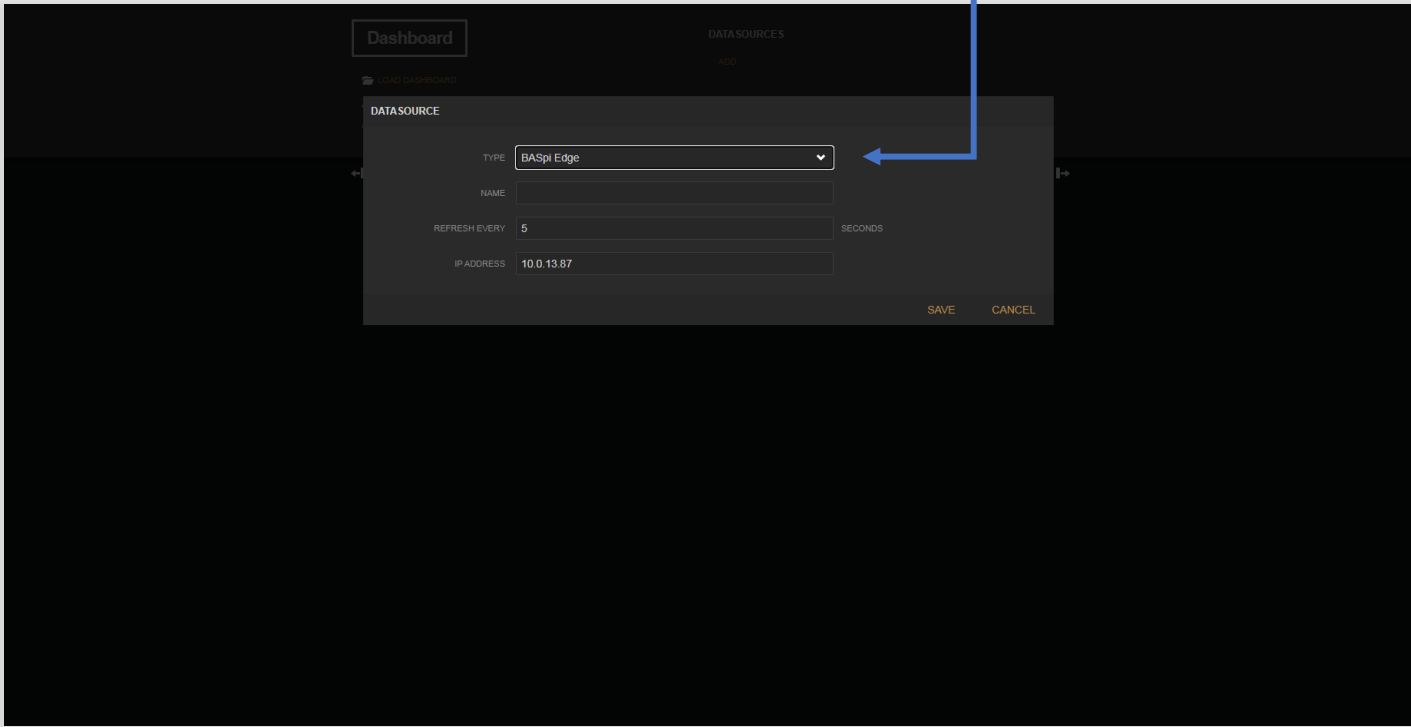 Dashboard
DATASOURCES
ADD
LOAD DASHBOARD
DATASOURCE
TYPE BASpi Edge
NAME
REFRESH EVERY 5 SECONDS
IP ADDRESS 10.0.13.87
SAVE CANCEL